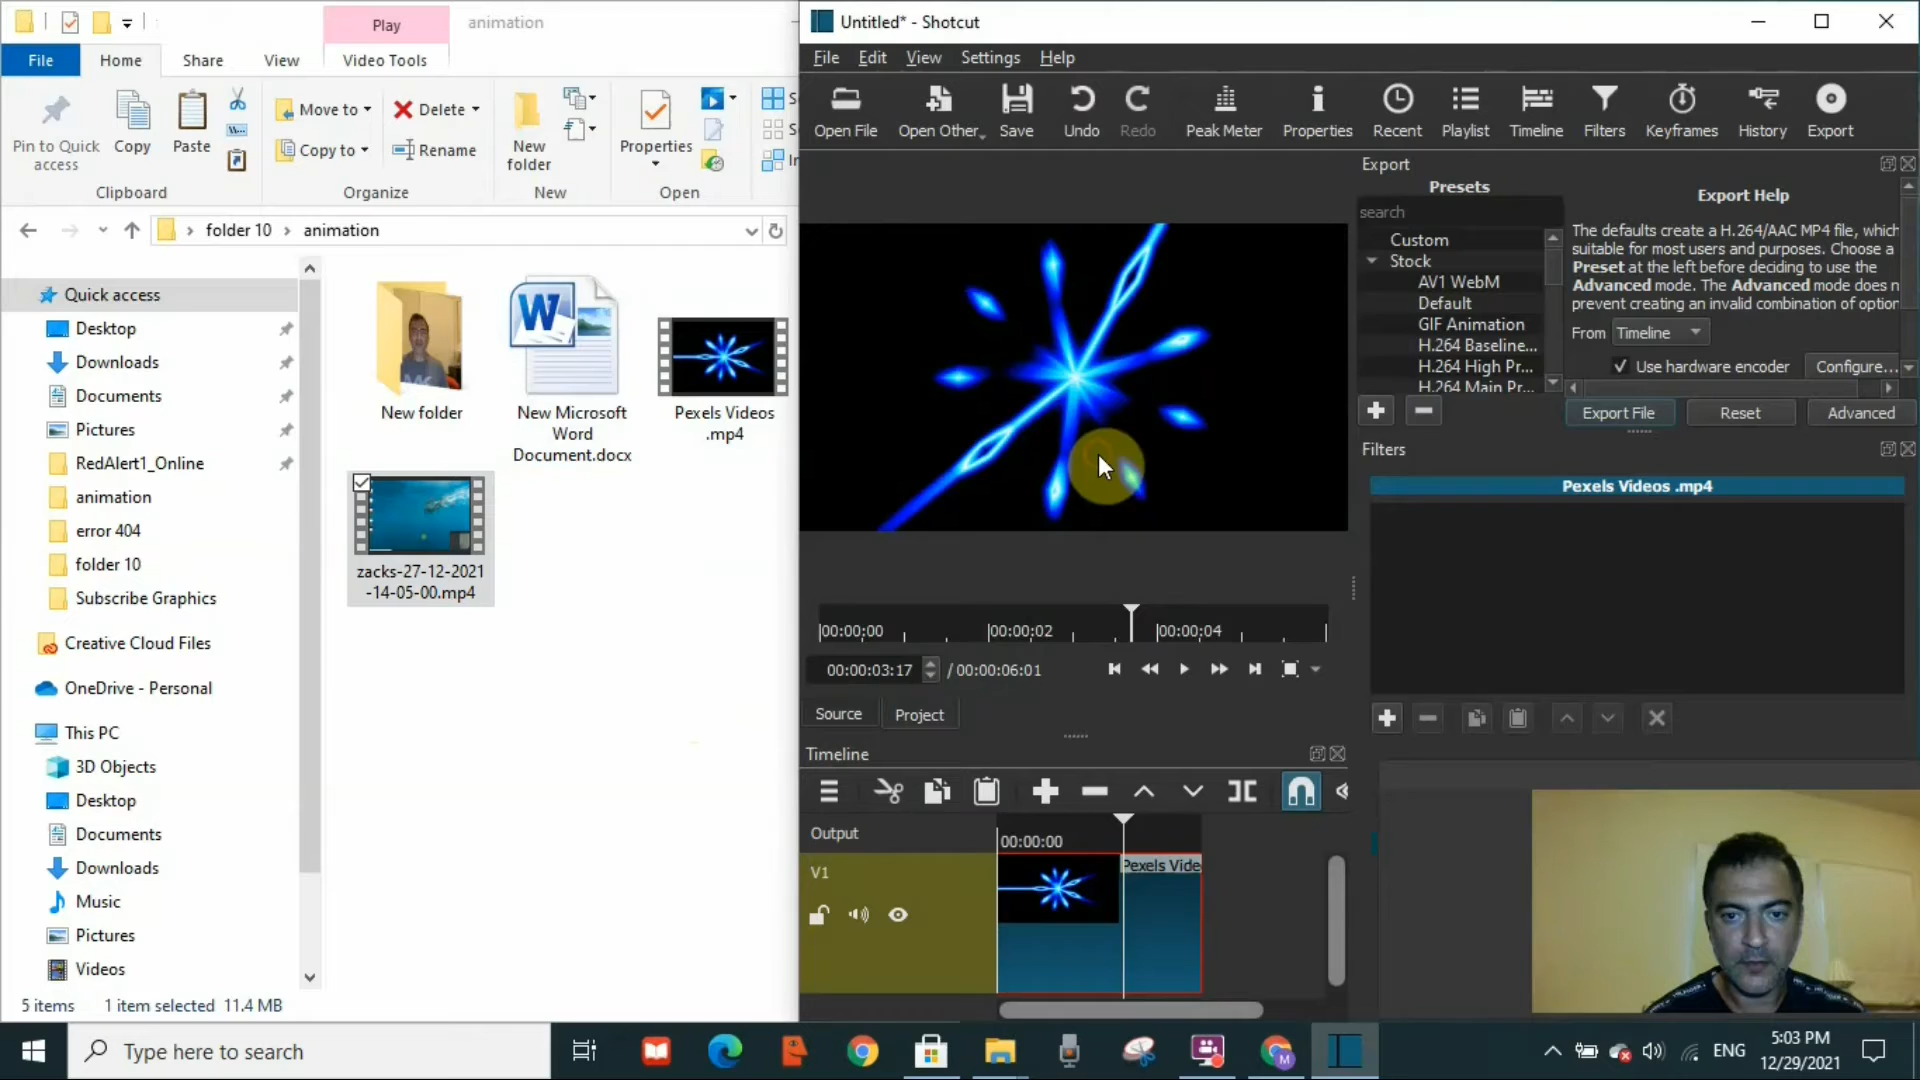 Play
animation
File
Home
Share
View
Video Tools
Pin to Quick
access
Copy
Paste
Clipboard
Move to
Copy to
Delete
Rename
Organize
New
folder
New
Properties
Open
folder 10 › animation
Quick access
Desktop
Downloads
Documents
Pictures
RedAlert1_Online
animation
error 404
folder 10
Subscribe Graphics
Creative Cloud Files
OneDrive - Personal
This PC
3D Objects
Desktop
Documents
Downloads
Music
Pictures
Videos
New folder
New Microsoft
Word
Document.docx
Pexels Videos
.mp4
zacks-27-12-2021
-14-05-00.mp4
5 items
1 item selected 11.4 MB
Untitled* - Shotcut
File Edit View Settings Help
Open File
Open Other..
Save
Undo
Redo
Peak Meter
Properties
Recent
Playlist
Timeline
Filters
Keyframes
History
Export
Export
Presets
search
Custom
Stock
AV1 WebM
Default
GIF Animation
H.264 Baseline...
H.264 High Pr...
H.264 Main Pr...
Export Help
The defaults create a H.264/AAC MP4 file, which
suitable for most users and purposes. Choose a
Preset at the left before deciding to use the
Advanced mode. The Advanced mode does n
prevent creating an invalid combination of option
From Timeline
Use hardware encoder
Configure...
Export File
Reset
Advanced
Filters
Pexels Videos .mp4
00:00:00
00:00:02
00:00:04
00:00:03:17 / 00:00:06:01
Source
Project
Timeline
Output
00:00:00
V1
Pexels Vide
Type here to search
ENG
5:03 PM
12/29/2021